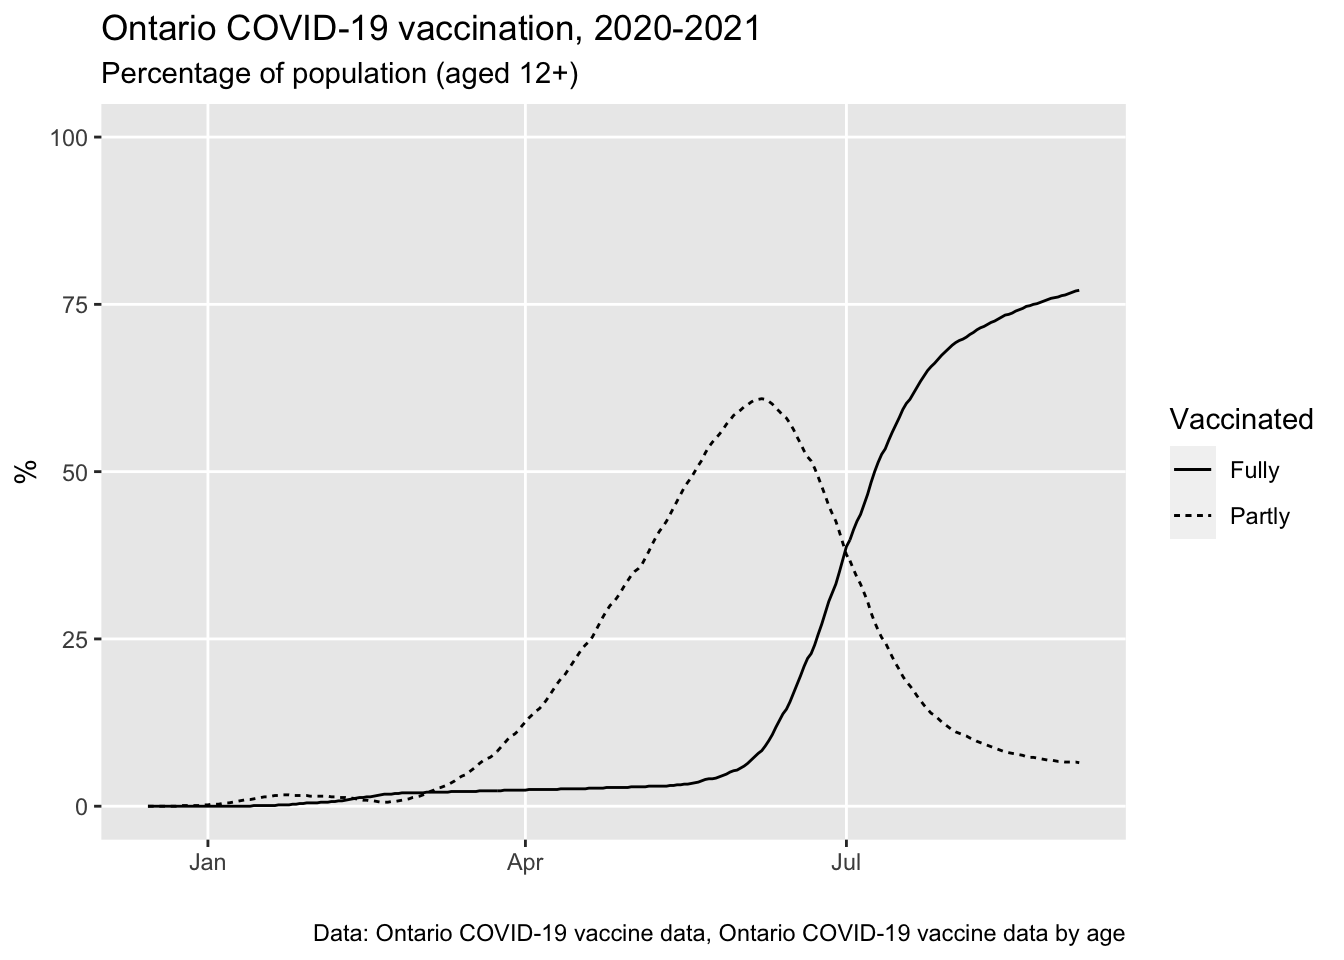 Ontario COVID-19 vaccination, 2020-2021
Percentage of population (aged 12+)
100
75
50
25
0
%
Jan Apr Jul
Vaccinated
Fully
Partly
Data: Ontario COVID-19 vaccine data, Ontario COVID-19 vaccine data by age